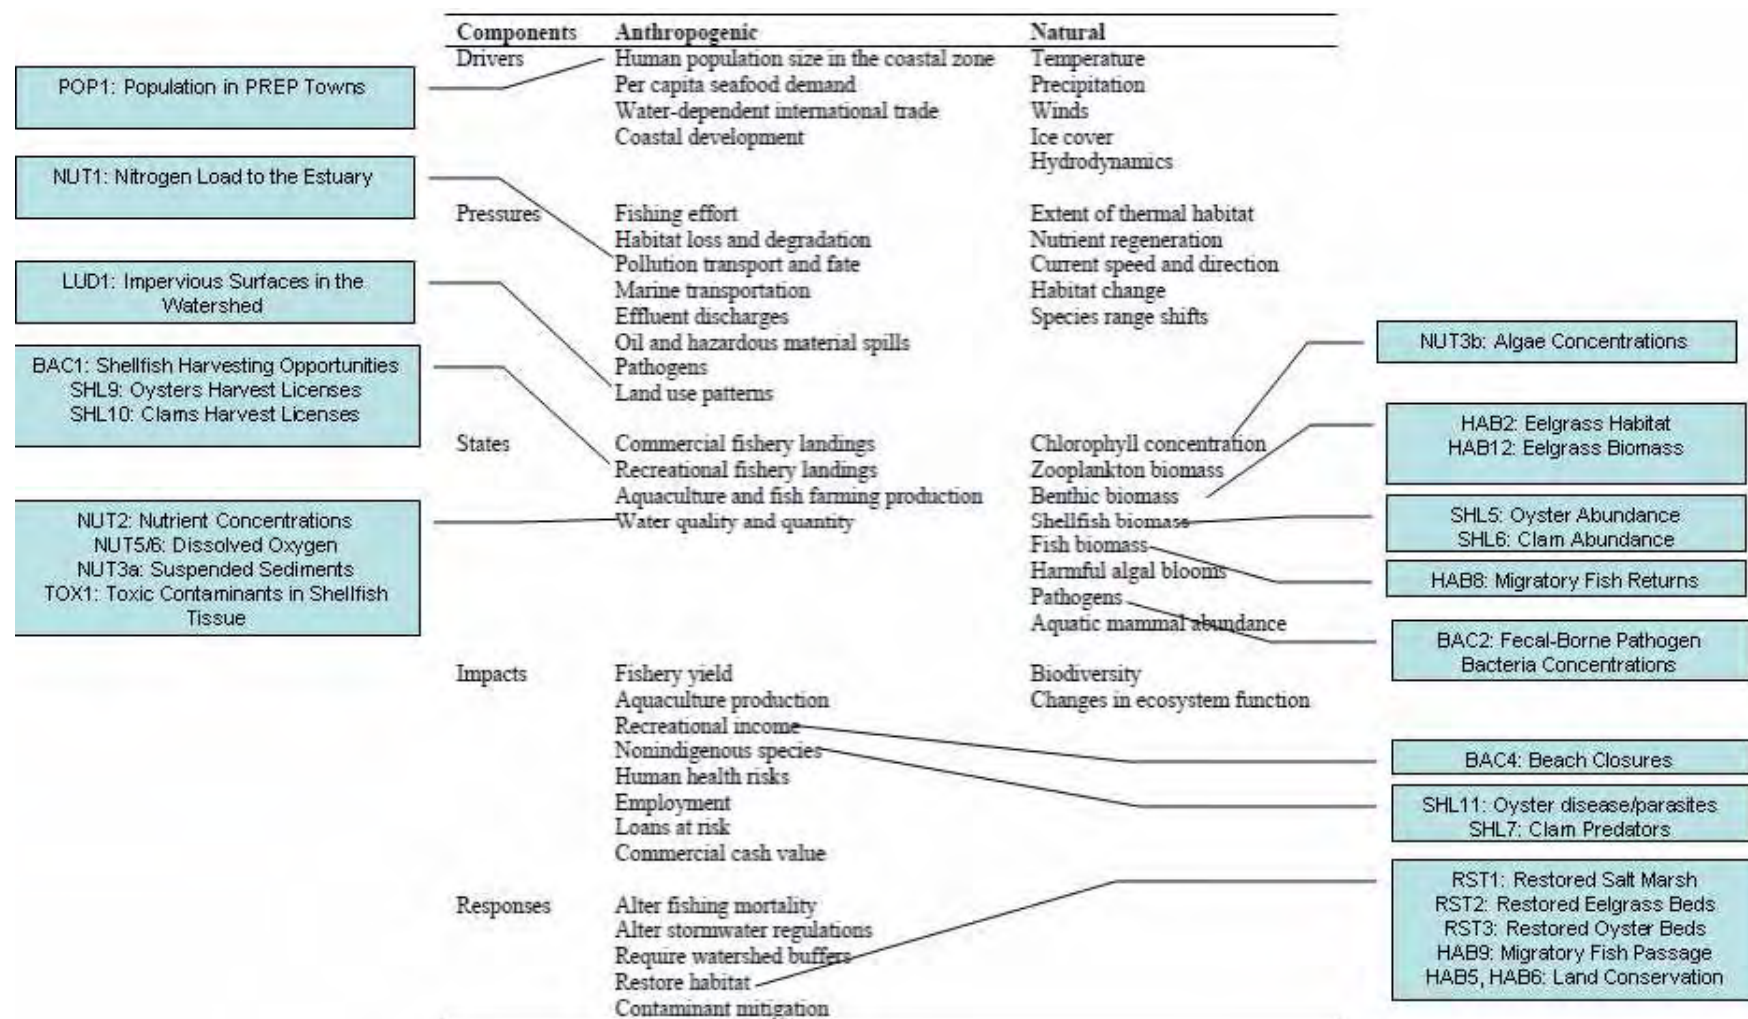 Components Anthropogenic Natural
Drivers Human population size in the coastal zone Temperature
Per capita seafood demand Precipitation
Water-dependent international trade Winds
Coastal development Ice cover
Hydrodynamics
Pressures Fishing effort Extent of thermal habitat
Habitat loss and degradation Nutrient regeneration
Pollution transport and fate Current speed and direction
Marine transportation Habitat change
Effluent discharges Species range shifts
Oil and hazardous material spills
Pathogens
Land use patterns
States Commercial fishery landings Chlorophyll concentration
Recreational fishery landings Zooplankton biomass
Aquaculture and fish farming production Benthic biomass
Water quality and quantity Shellfish biomass
Fish biomass
Harmful algal blooms
Pathogens
Aquatic mammal abundance
Impacts Fishery yield Biodiversity
Aquaculture production Changes in ecosystem function
Recreational income
Nonindigenous species
Human health risks
Employment
Loans at risk
Commercial cash value
Responses Alter fishing mortality
Alter stormwater regulations
Require watershed buffers
Restore habitat
Contaminant mitigation
POP1: Population in PREP Towns
NUT1: Nitrogen Load to the Estuary
LUD1: Impervious Surfaces in the
Watershed
BAC1: Shellfish Harvesting Opportunities
SHL9: Oysters Harvest Licenses
SHL10: Clams Harvest Licenses
NUT2: Nutrient Concentrations
NUT5/6: Dissolved Oxygen
NUT3a: Suspended Sediments
TOX1: Toxic Contaminants in Shellfish
Tissue
NUT3b: Algae Concentrations
HAB2: Eelgrass Habitat
HAB12: Eelgrass Biomass
SHL5: Oyster Abundance
SHL6: Clam Abundance
HAB8: Migratory Fish Returns
BAC2: Fecal-Borne Pathogen
Bacteria Concentrations
BAC4: Beach Closures
SHL11: Oyster disease/parasites
SHL7: Clam Predators
RST1: Restored Salt Marsh
RST2: Restored Eelgrass Beds
RST3: Restored Oyster Beds
HAB9: Migratory Fish Passage
HAB5, HAB6: Land Conservation